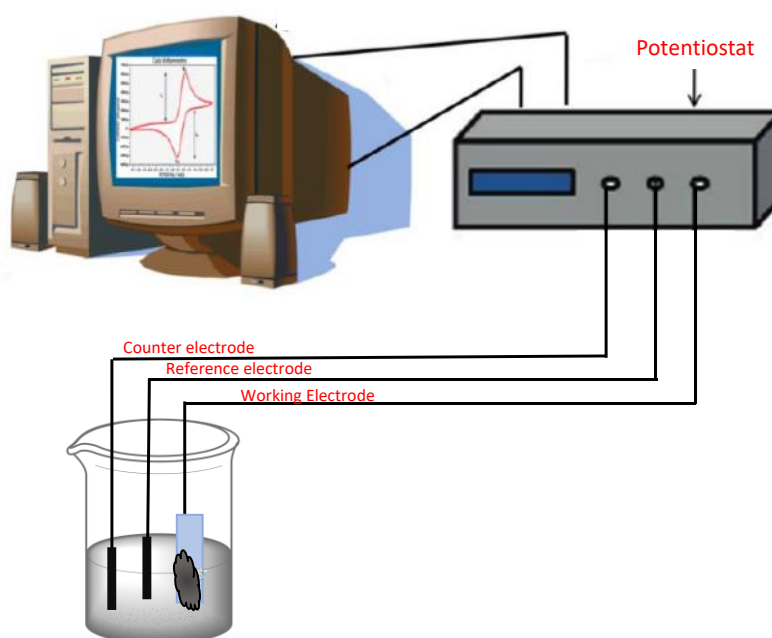 Potentiostat
Counter electrode
Reference electrode
Working Electrode